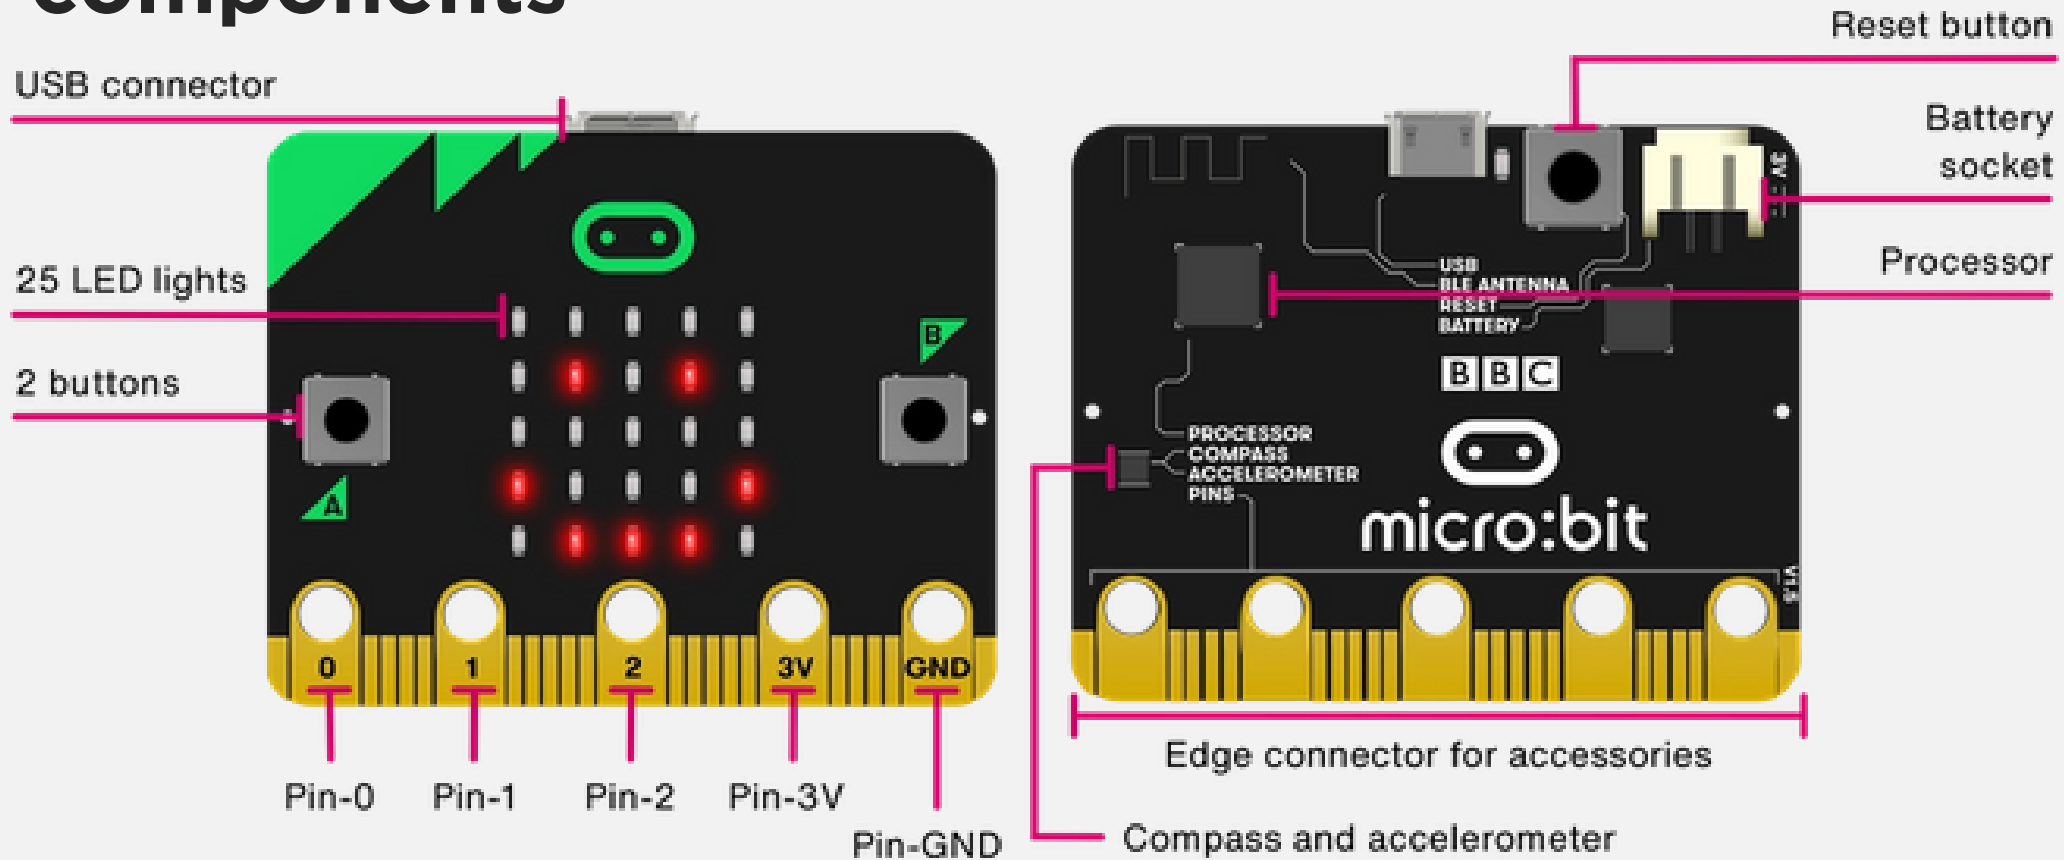 components
USB connector
25 LED lights
2 buttons
A
B
0
1
2
3V
GND
Pin-0
Pin-1
Pin-2
Pin-3V
Pin-GND
Reset button
Battery
socket
Processor
3V
USB
BLE ANTENNA
RESET
BATTERY
BBC
PROCESSOR
COMPASS
ACCELEROMETER
PINS
micro:bit
V1.5
Edge connector for accessories
Compass and accelerometer